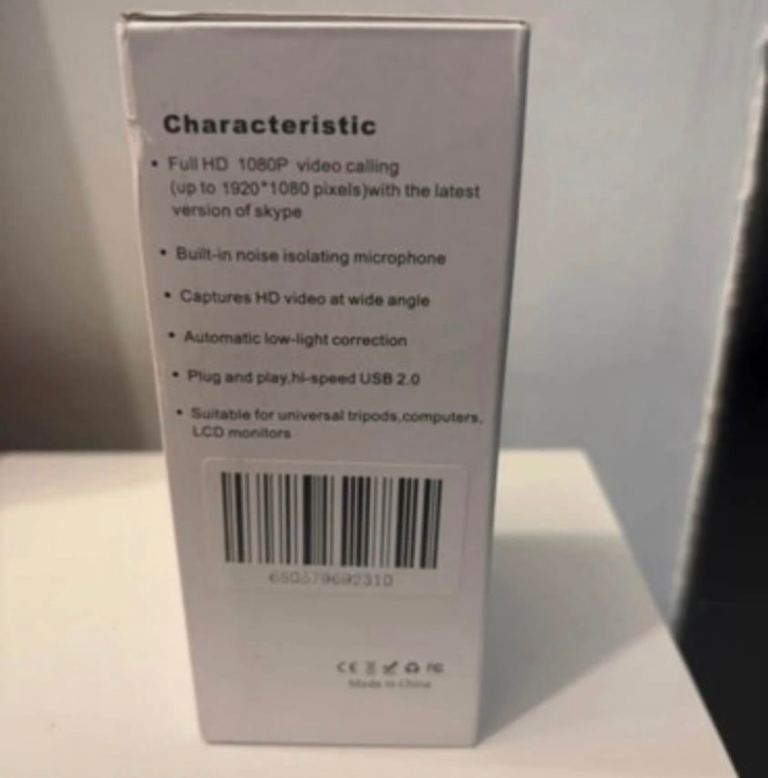 Characteristic
• Full HD 1080P video calling
(up to 1920*1080 pixels)with the latest
version of skype
• Built-in noise isolating microphone
• Captures HD video at wide angle
• Automatic low-light correction
• Plug and play,hi-speed USB 2.0
• Suitable for universal tripods,computers,
LCD monitors
CE
Made in China